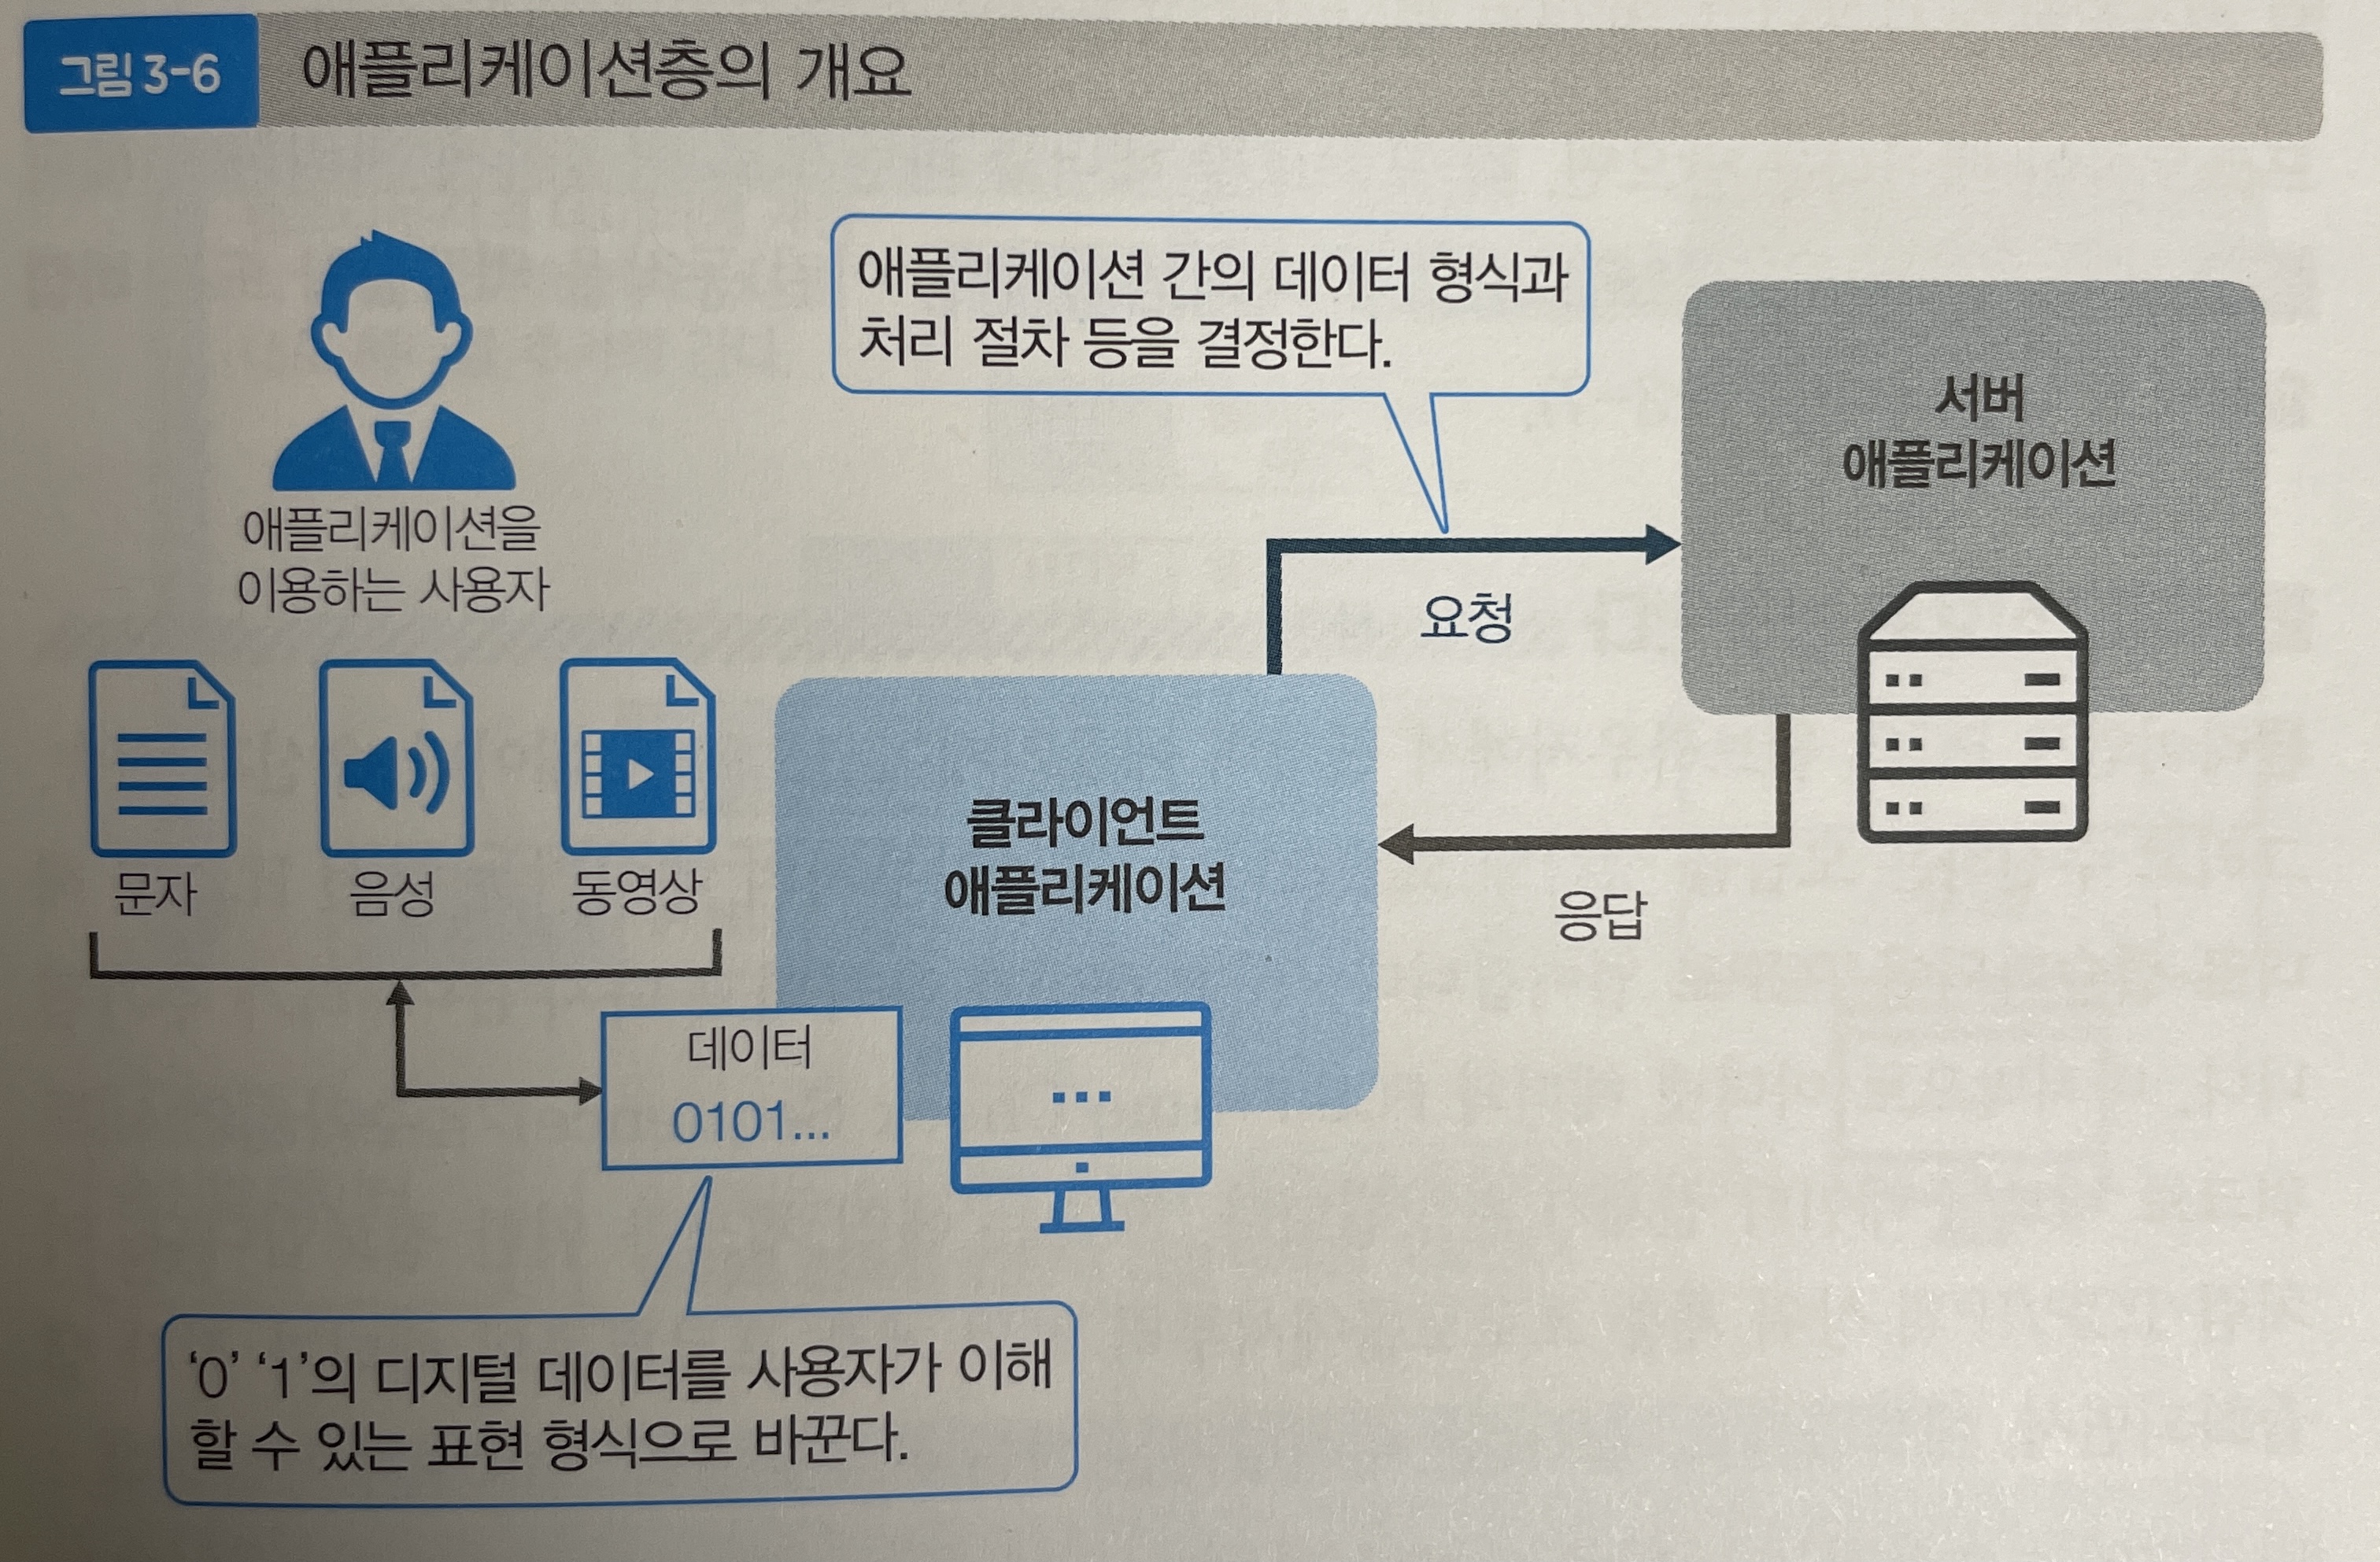 그림 3-6 애플리케이션층의 개요
애플리케이션 간의 데이터 형식과
처리 절차 등을 결정한다.
서버
애플리케이션
애플리케이션을
이용하는 사용자
요청
문자 음성 동영상
클라이언트
애플리케이션
응답
데이터
0101...
‘0’ ‘1’의 디지털 데이터를 사용자가 이해
할 수 있는 표현 형식으로 바꾼다.